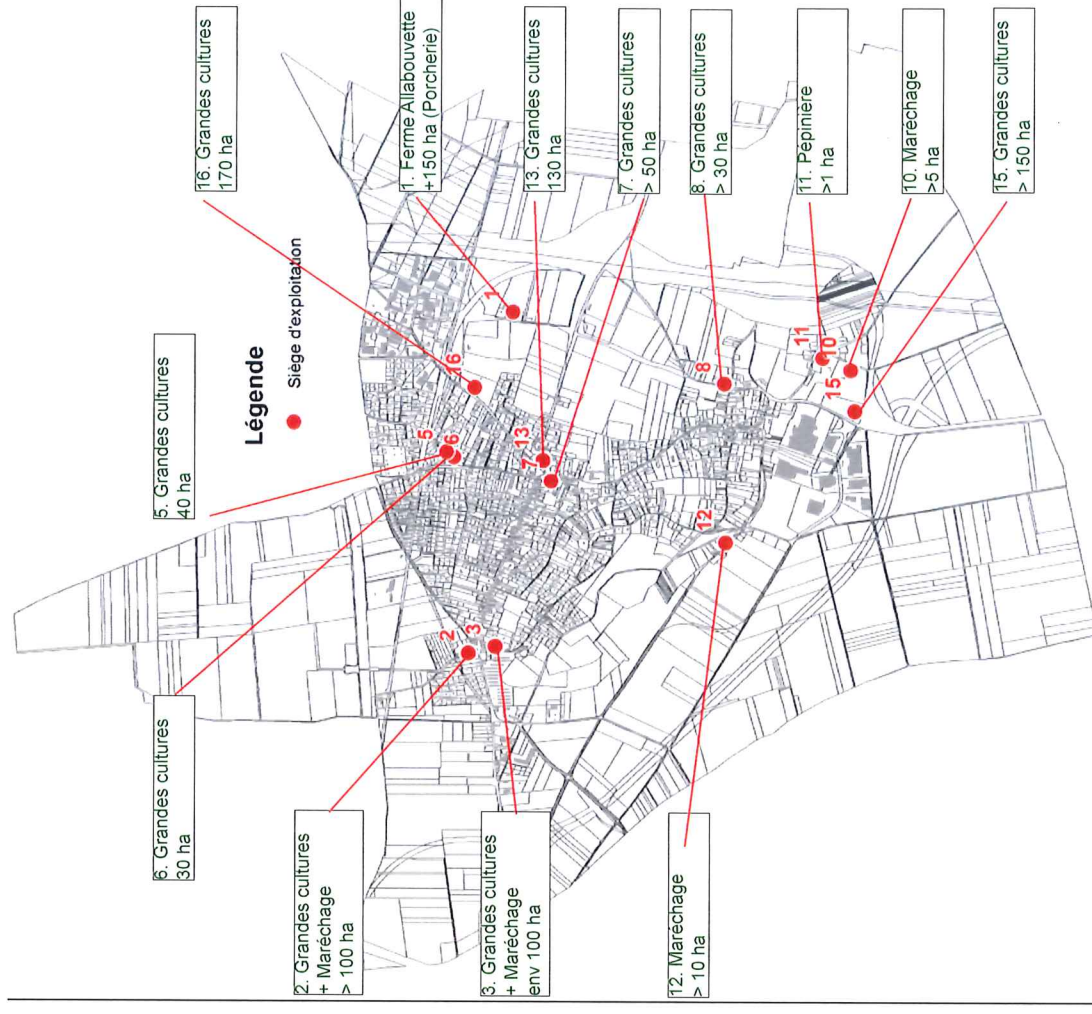 16. Grandes cultures
170 ha
1. Ferme Allabouvette
+150 ha (Porcherie)
13. Grandes cultures
130 ha
7. Grandes cultures
> 50 ha
8. Grandes cultures
> 30 ha
11. Pépinière
>1 ha
10. Maréchage
>5 ha
15. Grandes cultures
> 150 ha
5. Grandes cultures
40 ha
Légende
Siège d'exploitation
6. Grandes cultures
30 ha
2. Grandes cultures
+ Maréchage
> 100 ha
3. Grandes cultures
+ Maréchage
env 100 ha
12. Maréchage
> 10 ha
1
16
5
6
13
7
8
11
10
15
12
3
2